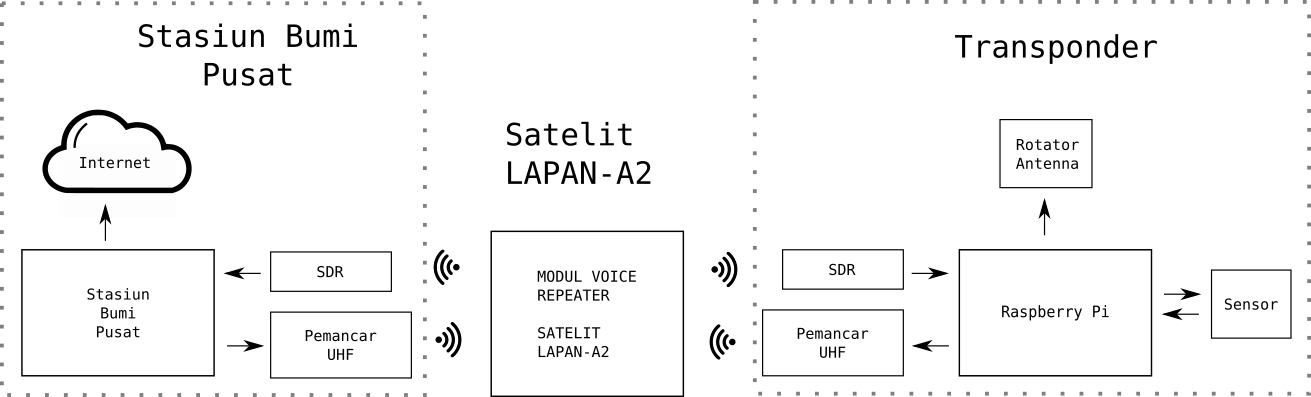 Stasiun Bumi
Pusat
Internet
Stasiun
Bumi
Pusat
SDR
Pemancar
UHF
Satelit
LAPAN-A2
MODUL VOICE
REPEATER
SATELIT
LAPAN-A2
Transponder
Rotator
Antenna
SDR
Pemancar
UHF
Raspberry Pi
Sensor